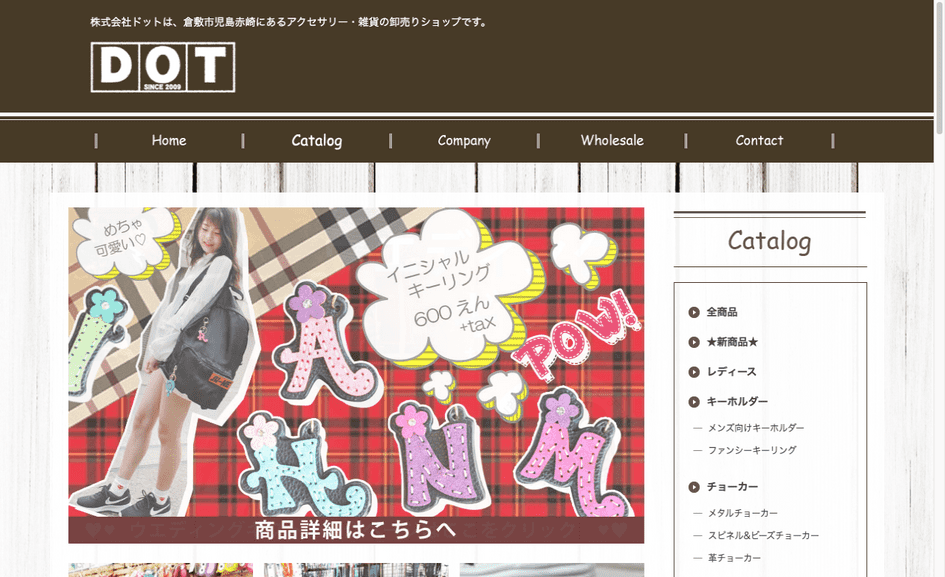 株式会社ドットは、倉敷市児島赤崎にあるアクセサリー・雑貨の卸売りショップです。
DOT
SINCE 2009
Home
Catalog
Company
Wholesale
Contact
めちゃ
可愛い♡
イニシャル
キーリング
600えん
+tax
POW!
A
H
N
M
商品詳細はこちらへ
Catalog
全商品
★新商品★
レディース
キーホルダー
― メンズ向けキーホルダー
― ファンシーキーリング
チョーカー
― メタルチョーカー
― スピネル&ビーズチョーカー
― 革チョーカー